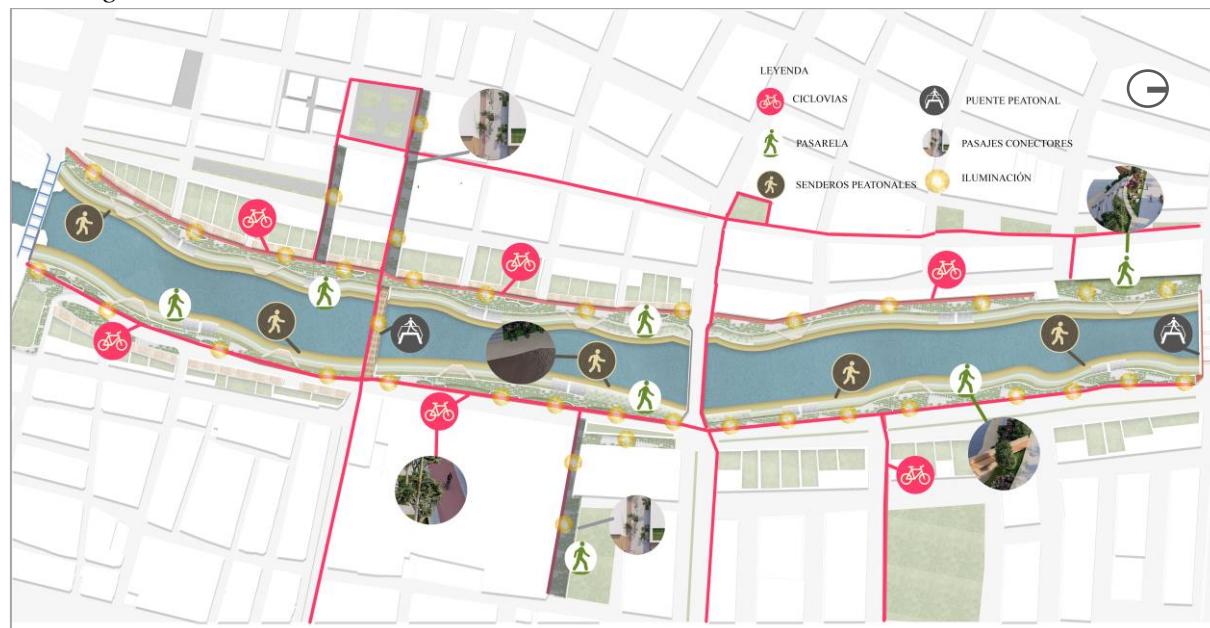 LEYENDA
CICLOVIAS
PASARELA
SENDEROS PEATONALES
PUENTE PEATONAL
PASAJES CONECTORES
ILUMINACIÓN